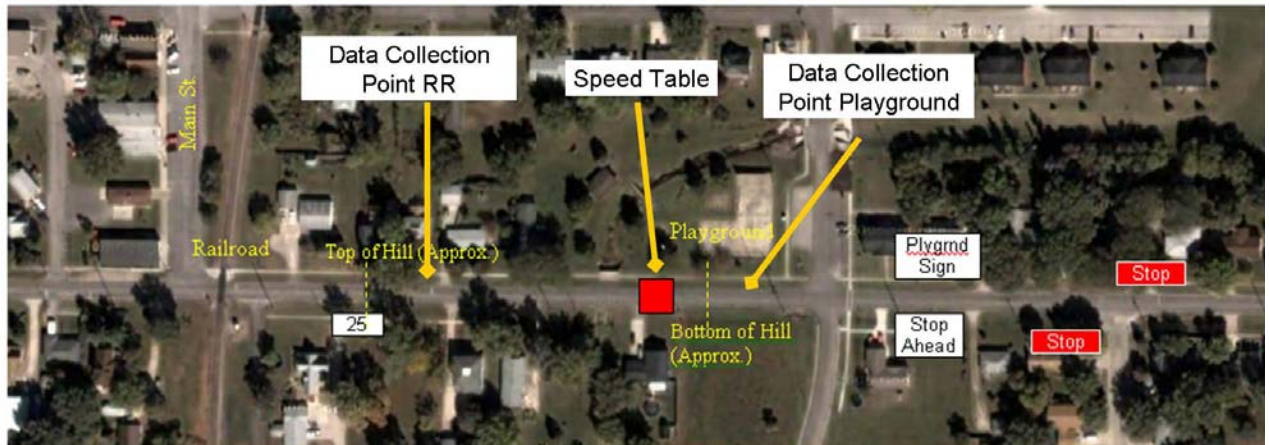 Data Collection
Point RR
Speed Table
Data Collection
Point Playground
Main St.
Railroad
Top of Hill (Approx.)
Playground
Plygrnd
Sign
Stop
25
Bottom of Hill
(Approx.)
Stop
Ahead
Stop